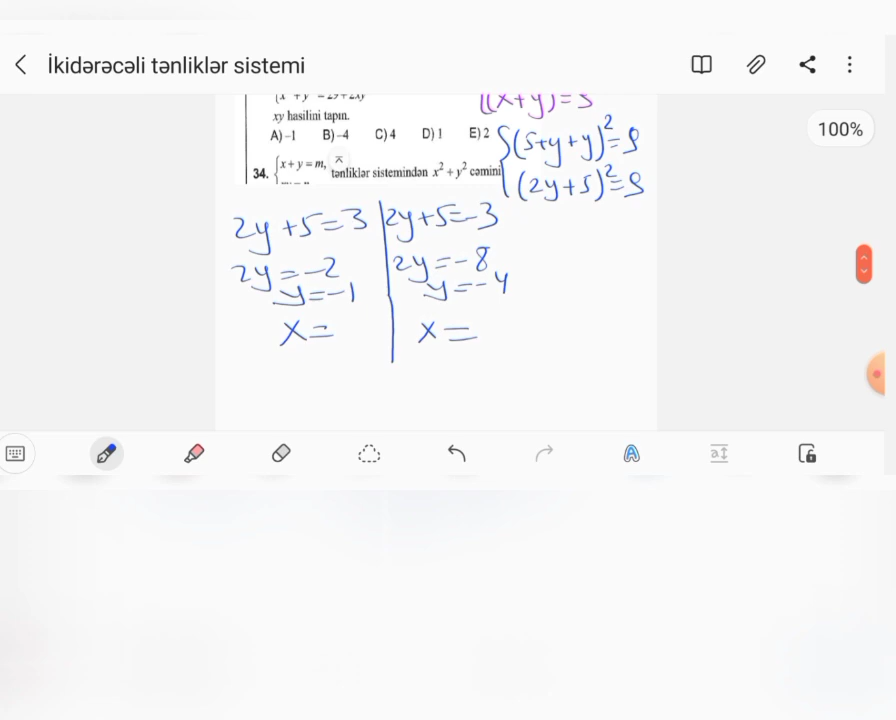 İkidərəcəli tənliklər sistemi
100%
xy hasilini tapın.
A) -1 B) -4 C) 4 D) 1 E) 2
((x+y)=9
(5+y+y)²=9
(2y+5)²=9
34. {x + y = m, tənliklər sistemindən x² + y² cəmini
2y+5=3 | 2y+5=-3
2y=-2 | 2y=-8
y=-1 | y=-4
x= | x=